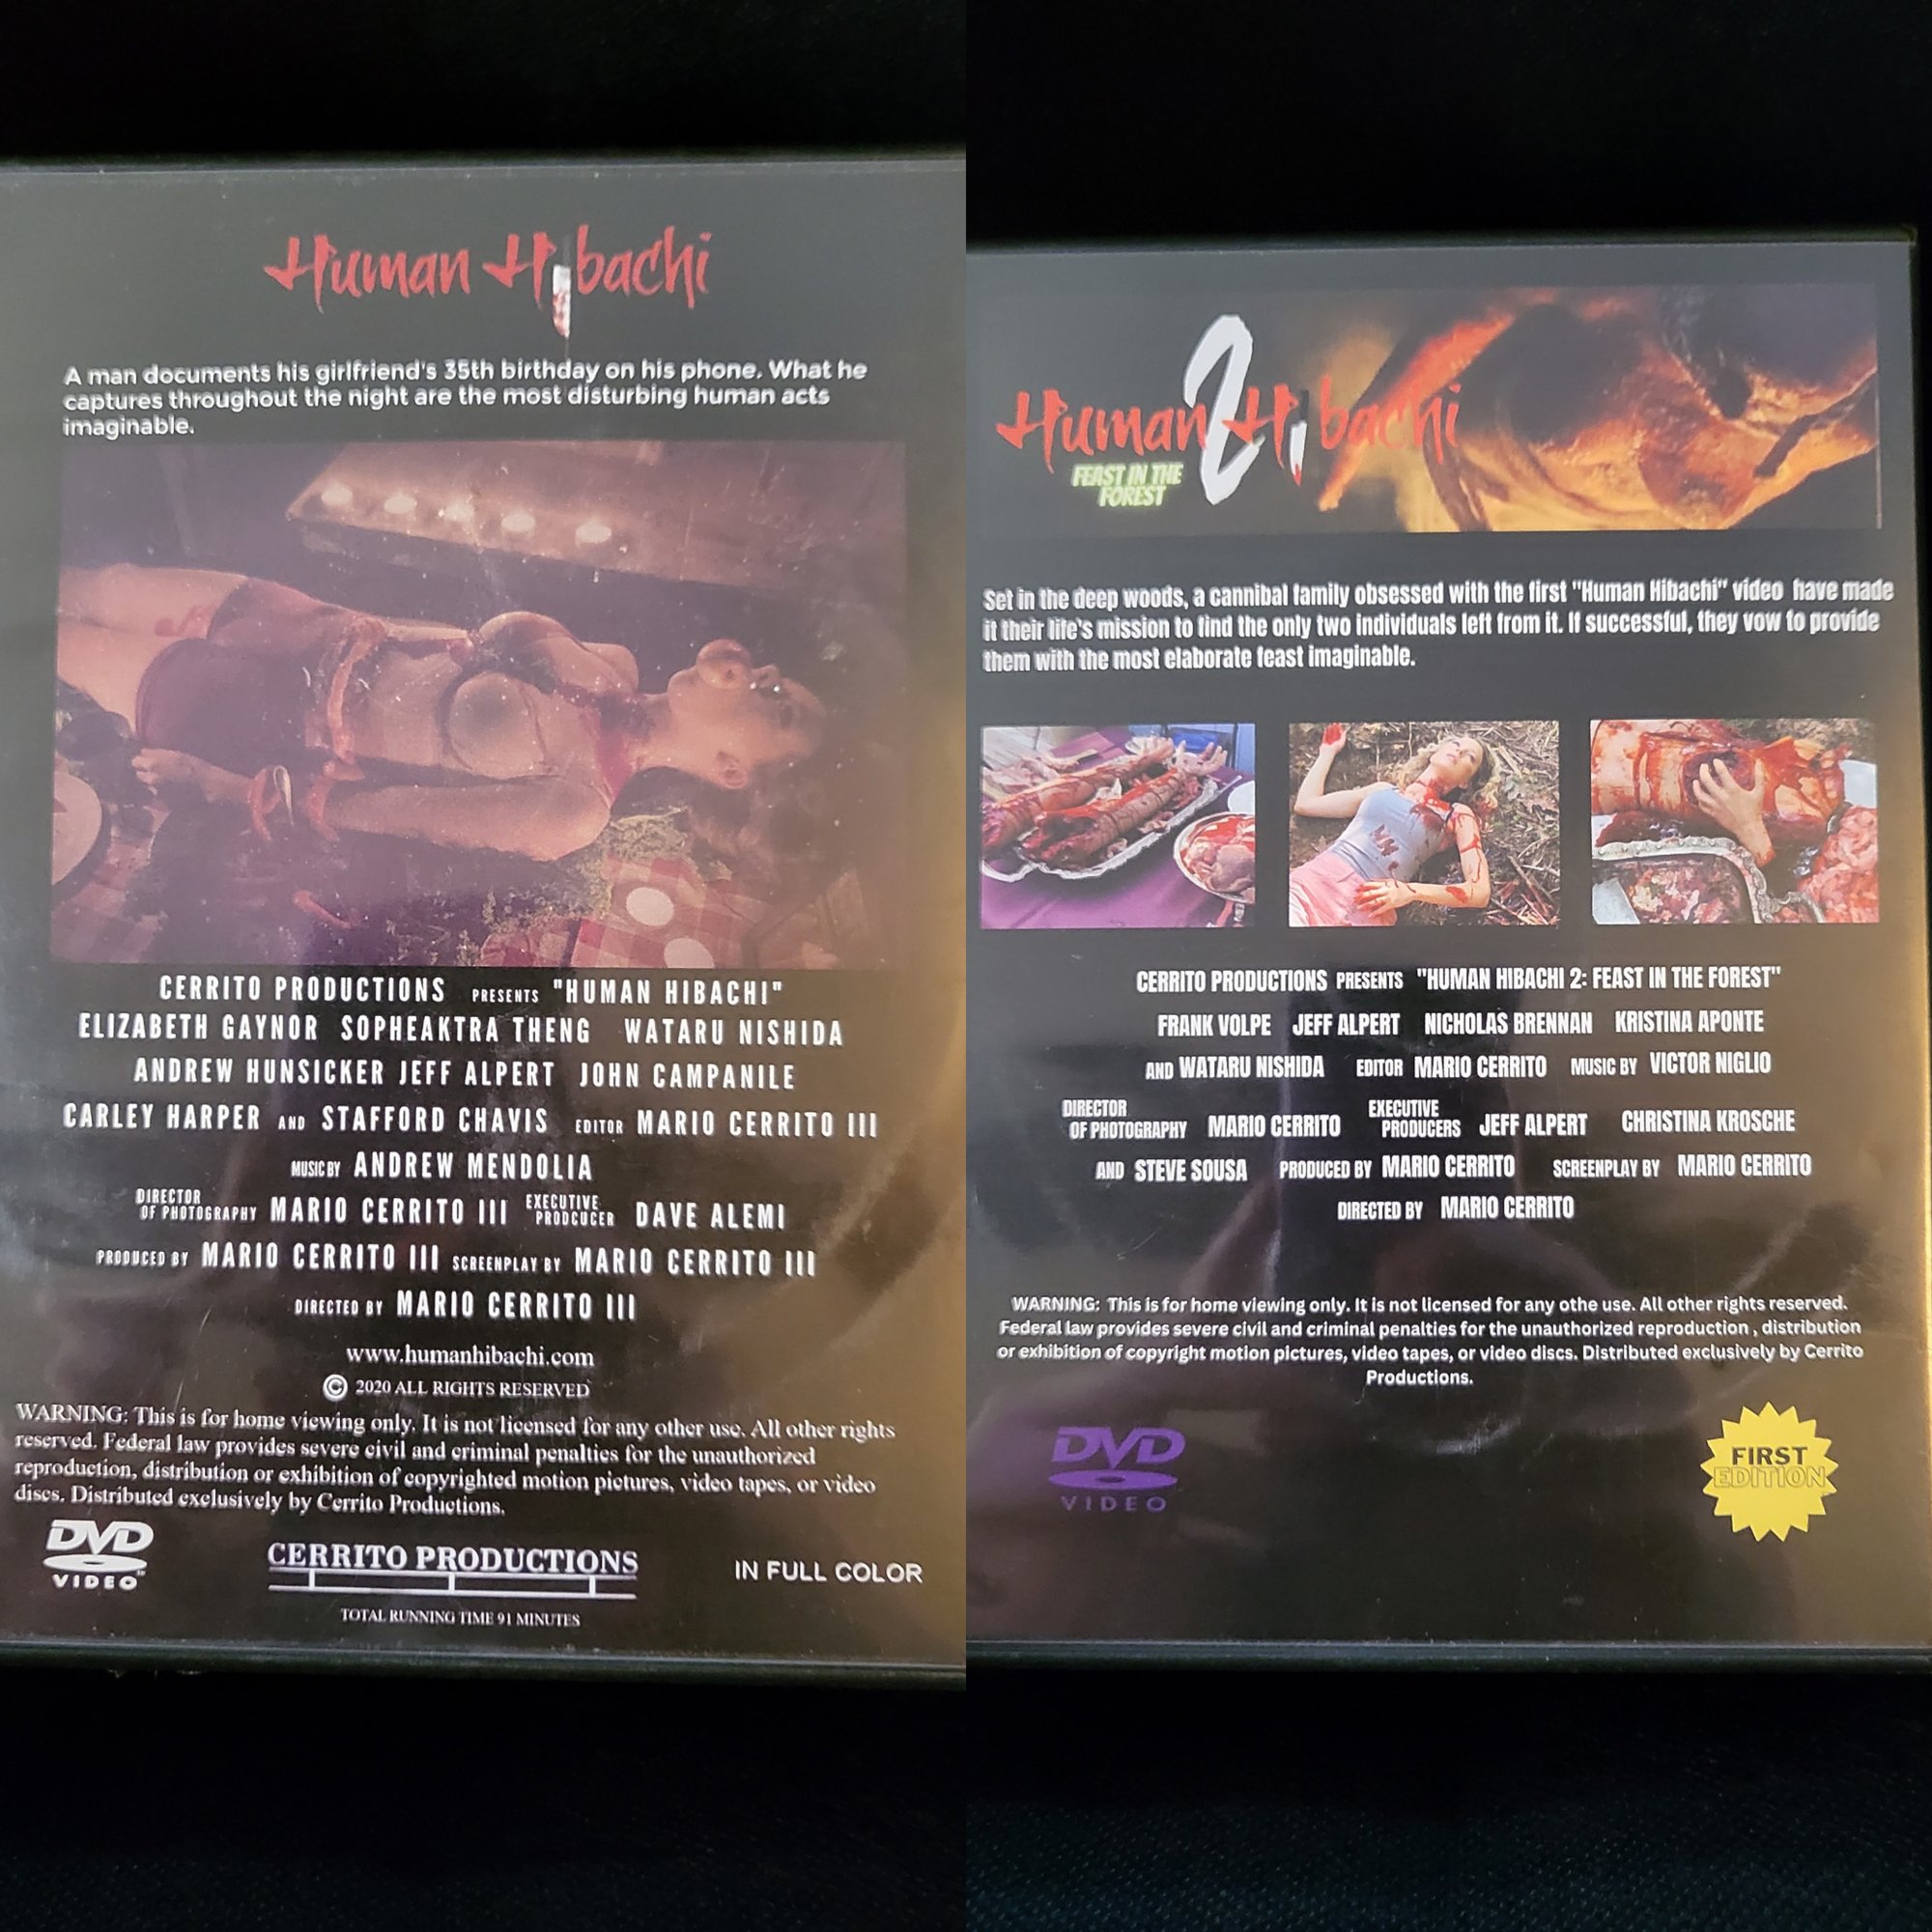 Human Hibachi
A man documents his girlfriend's 35th birthday on his phone. What he
captures throughout the night are the most disturbing human acts
imaginable.
CERRITO PRODUCTIONS PRESENTS "HUMAN HIBACHI"
ELIZABETH GAYNOR SOPHEAKTRA THENG WATARU NISHIDA
ANDREW HUNSICKER JEFF ALPERT JOHN CAMPANILE
CARLEY HARPER AND STAFFORD CHAVIS EDITOR MARIO CERRITO III
MUSIC BY ANDREW MENDOLIA
DIRECTOR OF PHOTOGRAPHY MARIO CERRITO III EXECUTIVE PRODCUCER DAVE ALEMI
PRODUCED BY MARIO CERRITO III SCREENPLAY BY MARIO CERRITO III
DIRECTED BY MARIO CERRITO III
www.humanhibachi.com
© 2020 ALL RIGHTS RESERVED
WARNING: This is for home viewing only. It is not licensed for any other use. All other rights
reserved. Federal law provides severe civil and criminal penalties for the unauthorized
reproduction, distribution or exhibition of copyrighted motion pictures, video tapes, or video
discs. Distributed exclusively by Cerrito Productions.
DVD
VIDEO
CERRITO PRODUCTIONS
IN FULL COLOR
TOTAL RUNNING TIME 91 MINUTES
Human Hibachi
2
FEAST IN THE
FOREST
Set in the deep woods, a cannibal family obsessed with the first "Human Hibachi" video have made
it their life's mission to find the only two individuals left from it. If successful, they vow to provide
them with the most elaborate feast imaginable.
CERRITO PRODUCTIONS PRESENTS "HUMAN HIBACHI 2: FEAST IN THE FOREST"
FRANK VOLPE JEFF ALPERT NICHOLAS BRENNAN KRISTINA APONTE
AND WATARU NISHIDA EDITOR MARIO CERRITO MUSIC BY VICTOR NIGLIO
DIRECTOR OF PHOTOGRAPHY MARIO CERRITO EXECUTIVE PRODUCERS JEFF ALPERT CHRISTINA KROSCHE
AND STEVE SOUSA PRODUCED BY MARIO CERRITO SCREENPLAY BY MARIO CERRITO
DIRECTED BY MARIO CERRITO
WARNING: This is for home viewing only. It is not licensed for any othe use. All other rights reserved.
Federal law provides severe civil and criminal penalties for the unauthorized reproduction , distribution
or exhibition of copyright motion pictures, video tapes, or video discs. Distributed exclusively by Cerrito
Productions.
DVD
VIDEO
FIRST
EDITION